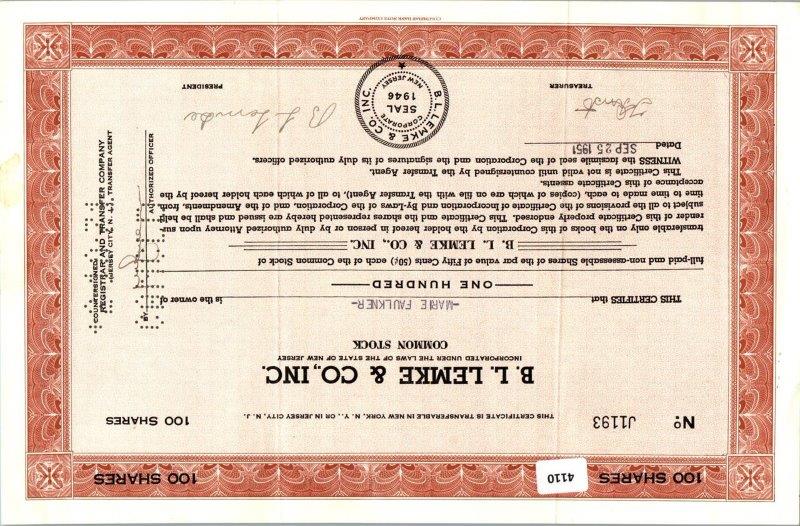 100 SHARES
4110
100 SHARES
Nº J1193
100 SHARES
THIS CERTIFICATE IS TRANSFERABLE IN NEW YORK, N. Y., OR IN JERSEY CITY, N. J.
B. L. LEMKE & CO., INC.
INCORPORATED UNDER THE LAWS OF THE STATE OF NEW JERSEY
COMMON STOCK
THIS CERTIFIES that -MARIE FAULKNER- is the owner of
ONE HUNDRED
full-paid and non-assessable Shares of the par value of Fifty Cents (50¢) each of the Common Stock of
B. L. LEMKE & CO., INC.
transferable only on the books of this Corporation by the holder hereof in person or by duly authorized Attorney upon sur-
render of this Certificate properly endorsed. This Certificate and the shares represented hereby are issued and shall be held
subject to all the provisions of the Certificate of Incorporation and By-Laws of the Corporation, and of the Amendments, from
time to time made to each, (copies of which are on file with the Transfer Agent), to all of which each holder hereof by the
acceptance of this Certificate assents.
This Certificate is not valid until countersigned by the Transfer Agent.
WITNESS the facsimile seal of the Corporation and the signatures of its duly authorized officers.
Dated SEP 25 1951
B L Lemke
TREASURER
PRESIDENT
B. L. LEMKE & CO., INC.
CORPORATE
SEAL
1946
NEW JERSEY
COUNTERSIGNED:
REGISTRAR AND TRANSFER COMPANY
(JERSEY CITY, N. J.) TRANSFER AGENT
BY
AUTHORIZED OFFICER
COLUMBIAN BANK NOTE COMPANY